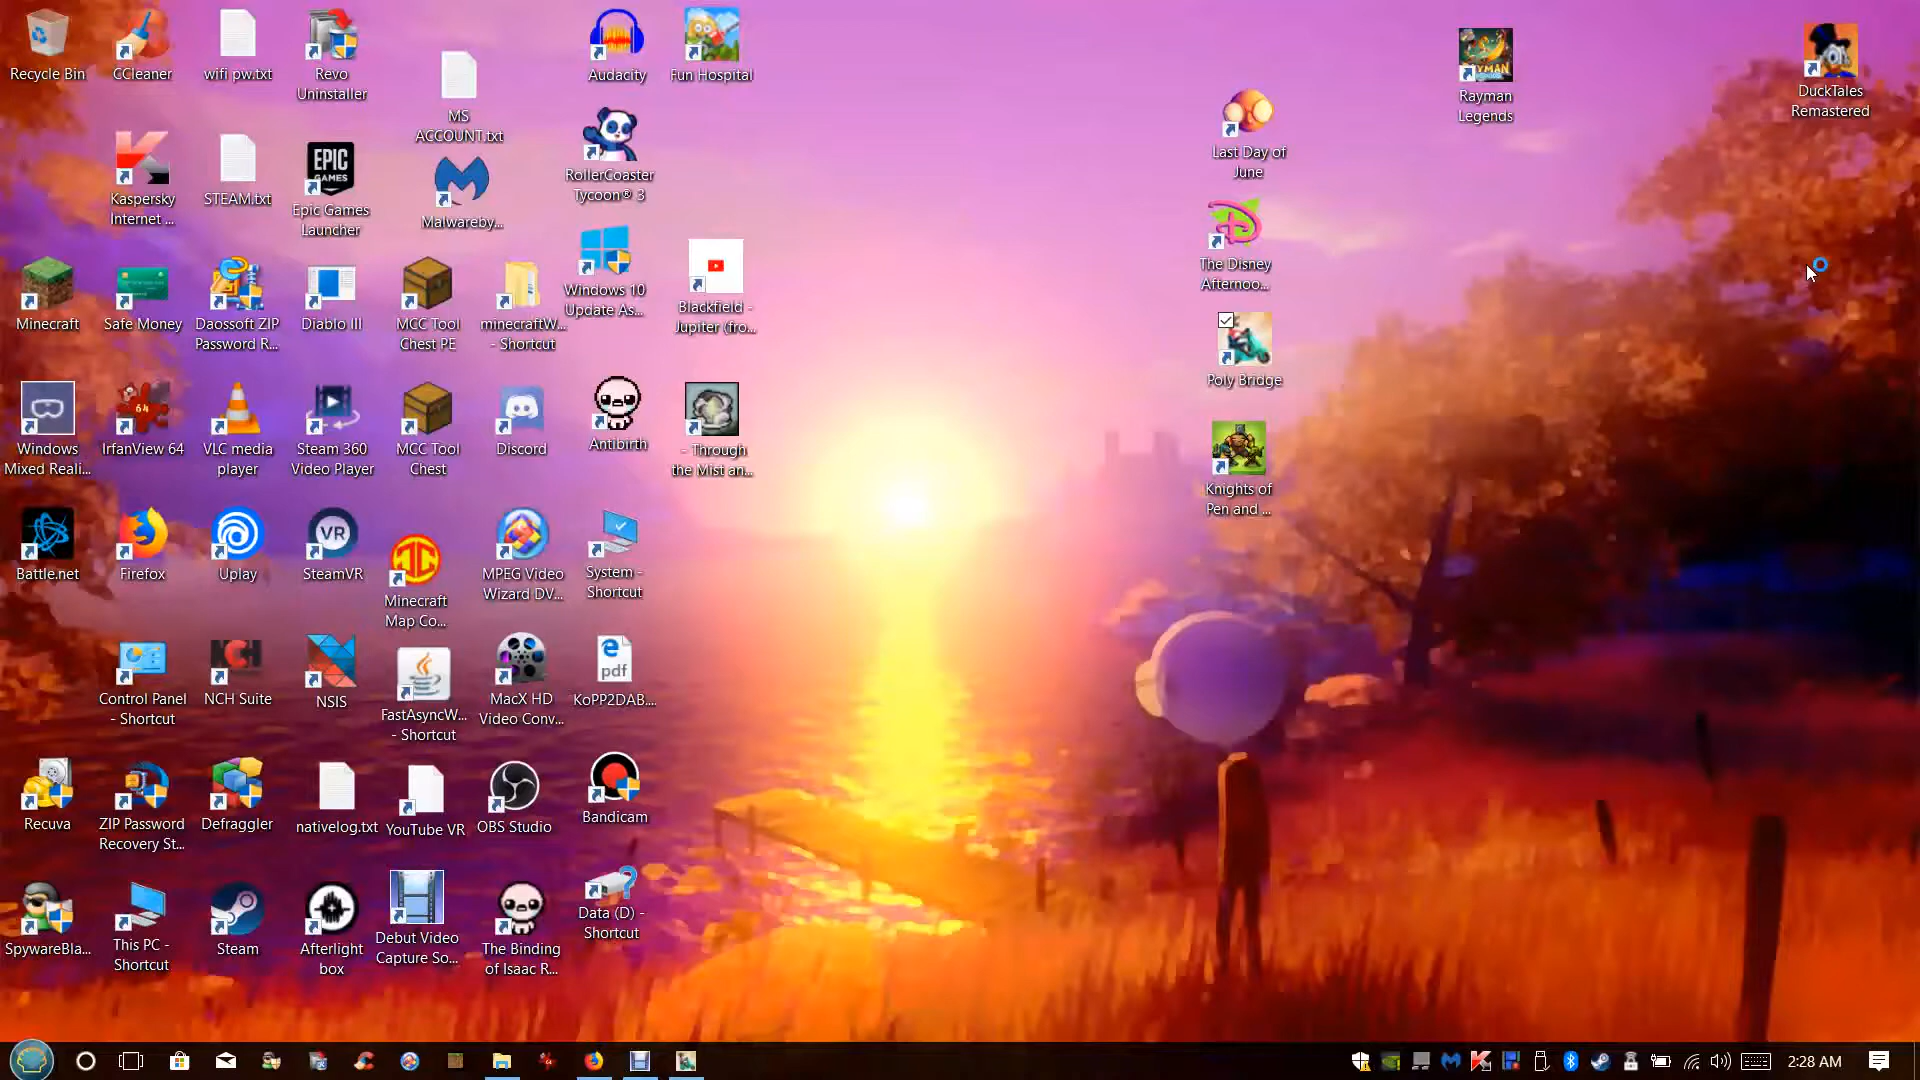 Recycle Bin
CCleaner
wifi pw.txt
Revo
Uninstaller
MS
ACCOUNT.txt
Audacity
Fun Hospital
Last Day of
June
RAYMAN
Rayman
Legends
DuckTales
Remastered
Kaspersky
Internet ...
STEAM.txt
EPIC
GAMES
Epic Games
Launcher
Malwareby...
RollerCoaster
Tycoon® 3
The Disney
Afternoo...
Minecraft
Safe Money
Daossoft ZIP
Password R...
Diablo III
MCC Tool
Chest PE
minecraftW...
- Shortcut
Windows 10
Update As...
Blackfield -
Jupiter (fro...
Poly Bridge
Windows
Mixed Reali...
64
IrfanView 64
VLC media
player
Steam 360
Video Player
MCC Tool
Chest
Discord
Antibirth
- Through
the Mist an...
Knights of
Pen and ...
Battle.net
Firefox
Uplay
VR
SteamVR
Minecraft
Map Co...
MPEG Video
Wizard DV...
System -
Shortcut
Control Panel
- Shortcut
NCH
NCH Suite
NSIS
FastAsyncW...
- Shortcut
MacX HD
Video Conv...
pdf
KoPP2DAB....
Recuva
ZIP Password
Recovery St...
Defraggler
nativelog.txt
YouTube VR
OBS Studio
Bandicam
SpywareBla...
This PC -
Shortcut
Steam
Afterlight
box
Debut Video
Capture So...
The Binding
of Isaac R...
Data (D) -
Shortcut
2:28 AM